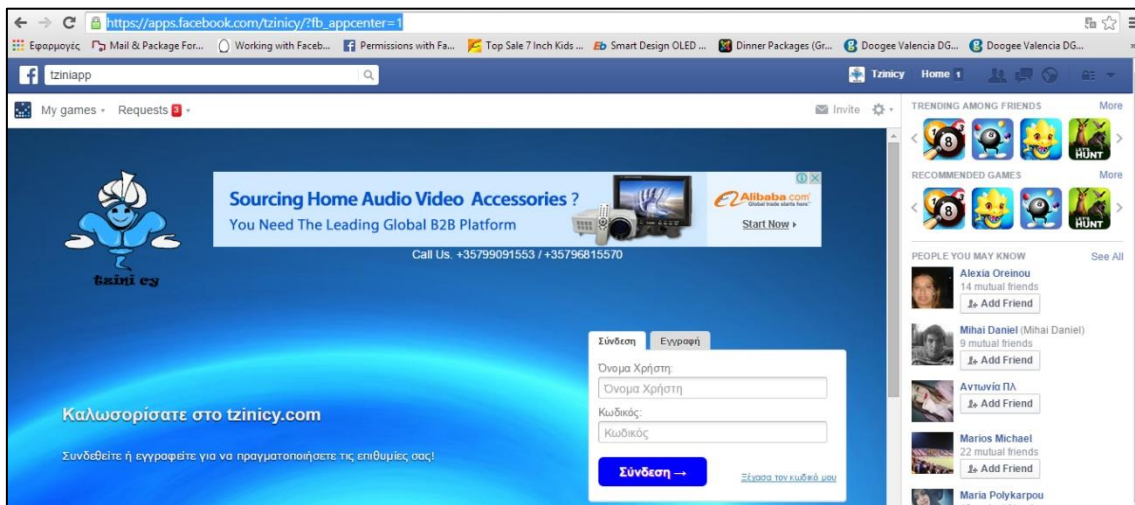 https://apps.facebook.com/tzinicy/?fb_appcenter=1
Εφαρμογές Mail & Package For... Working with Faceb... Permissions with Fa... Top Sale 7 Inch Kids ... Smart Design OLED ... Dinner Packages (Gr... Doogee Valencia DG... Doogee Valencia DG...
tziniapp Tzinicy Home 1
My games Requests 3 Invite
TRENDING AMONG FRIENDS More
LET'S HUNT
RECOMMENDED GAMES More
LET'S HUNT
Sourcing Home Audio Video Accessories ?
You Need The Leading Global B2B Platform
Alibaba.com
Global trade starts here
Start Now
Call Us. +35799091553 / +35796815570
tzini cy
PEOPLE YOU MAY KNOW See All
Alexia Oreinou
14 mutual friends
Add Friend
Mihai Daniel (Mihai Daniel)
9 mutual friends
Add Friend
Αντωνία ΠΛ
Add Friend
Marios Michael
22 mutual friends
Add Friend
Maria Polykarpou
Σύνδεση Εγγραφή
Όνομα Χρήστη:
Όνομα Χρήστη
Κωδικός:
Κωδικός
Σύνδεση →
Ξέχασα τον κωδικό μου
Καλωσορίσατε στο tzinicy.com
Συνδεθείτε ή εγγραφείτε για να πραγματοποιήσετε τις επιθυμίες σας!